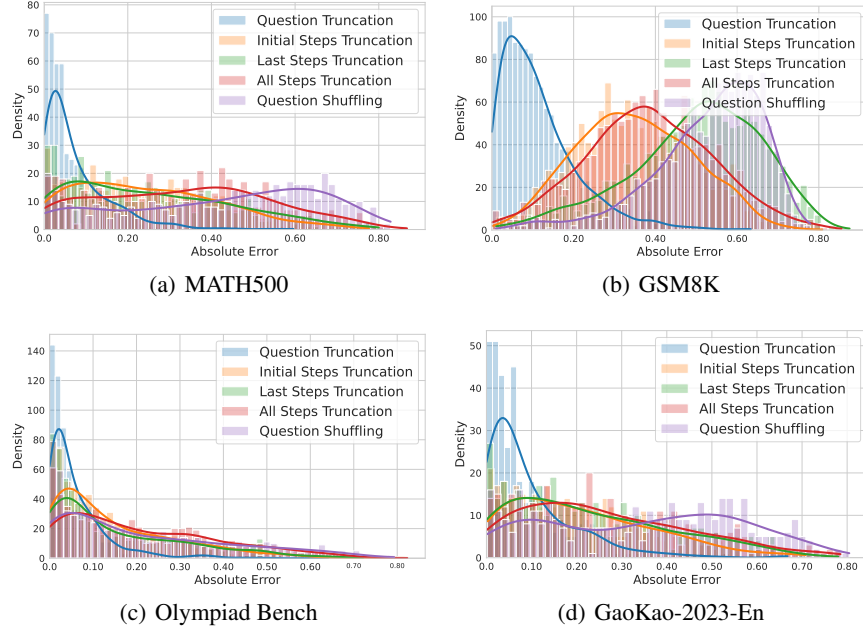 Density
80
70
60
50
40
30
20
10
0
0.0
0.20
0.40
0.60
0.80
Absolute Error
Question Truncation
Initial Steps Truncation
Last Steps Truncation
All Steps Truncation
Question Shuffling
(a) MATH500
Density
100
80
60
40
20
0
0.0
0.20
0.40
0.60
0.80
Absolute Error
Question Truncation
Initial Steps Truncation
Last Steps Truncation
All Steps Truncation
Question Shuffling
(b) GSM8K
Density
140
120
100
80
60
40
20
0
0.0
0.10
0.20
0.30
0.40
0.50
0.60
0.70
0.80
Absolute Error
Question Truncation
Initial Steps Truncation
Last Steps Truncation
All Steps Truncation
Question Shuffling
(c) Olympiad Bench
Density
50
40
30
20
10
0
0.00
0.10
0.20
0.30
0.40
0.50
0.60
0.70
0.80
Absolute Error
Question Truncation
Initial Steps Truncation
Last Steps Truncation
All Steps Truncation
Question Shuffling
(d) GaoKao-2023-En